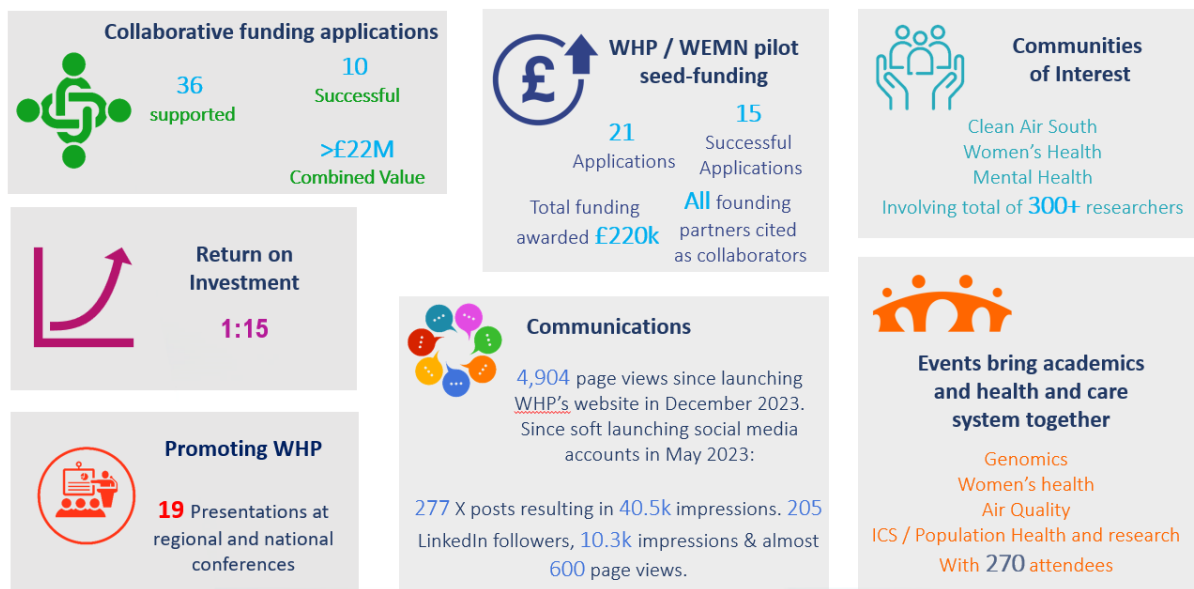 Collaborative funding applications
36
supported
10
Successful
>£22M
Combined Value
WHP / WEMN pilot
seed-funding
£
21
Applications
15
Successful
Applications
Total funding
awarded £220k
All founding
partners cited
as collaborators
Communities
of Interest
Clean Air South
Women’s Health
Mental Health
Involving total of 300+ researchers
Return on
Investment
1:15
Communications
4,904 page views since launching
WHP’s website in December 2023.
Since soft launching social media
accounts in May 2023:
277 X posts resulting in 40.5k impressions. 205
LinkedIn followers, 10.3k impressions & almost
600 page views.
Events bring academics
and health and care
system together
Genomics
Women’s health
Air Quality
ICS / Population Health and research
With 270 attendees
Promoting WHP
19 Presentations at
regional and national
conferences